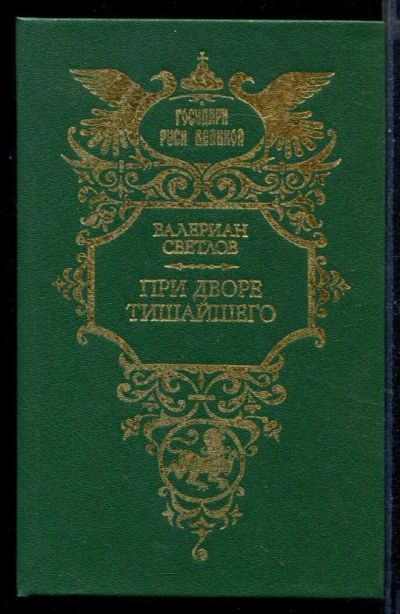 ГОСУДАРИ
РУСИ ВЕЛИКОЙ
ВАЛЕРИАН
СВЕТЛОВ
ПРИ ДВОРЕ
ТИШАЙШЕГО